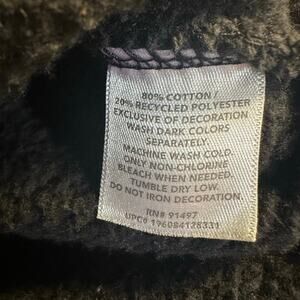 80% COTTON /
20% RECYCLED POLYESTER
EXCLUSIVE OF DECORATION
WASH DARK COLORS
SEPARATELY.
MACHINE WASH COLD.
ONLY NON-CHLORINE
BLEACH WHEN NEEDED.
TUMBLE DRY LOW.
DO NOT IRON DECORATION.
RN# 91497
UPC# 196084128331